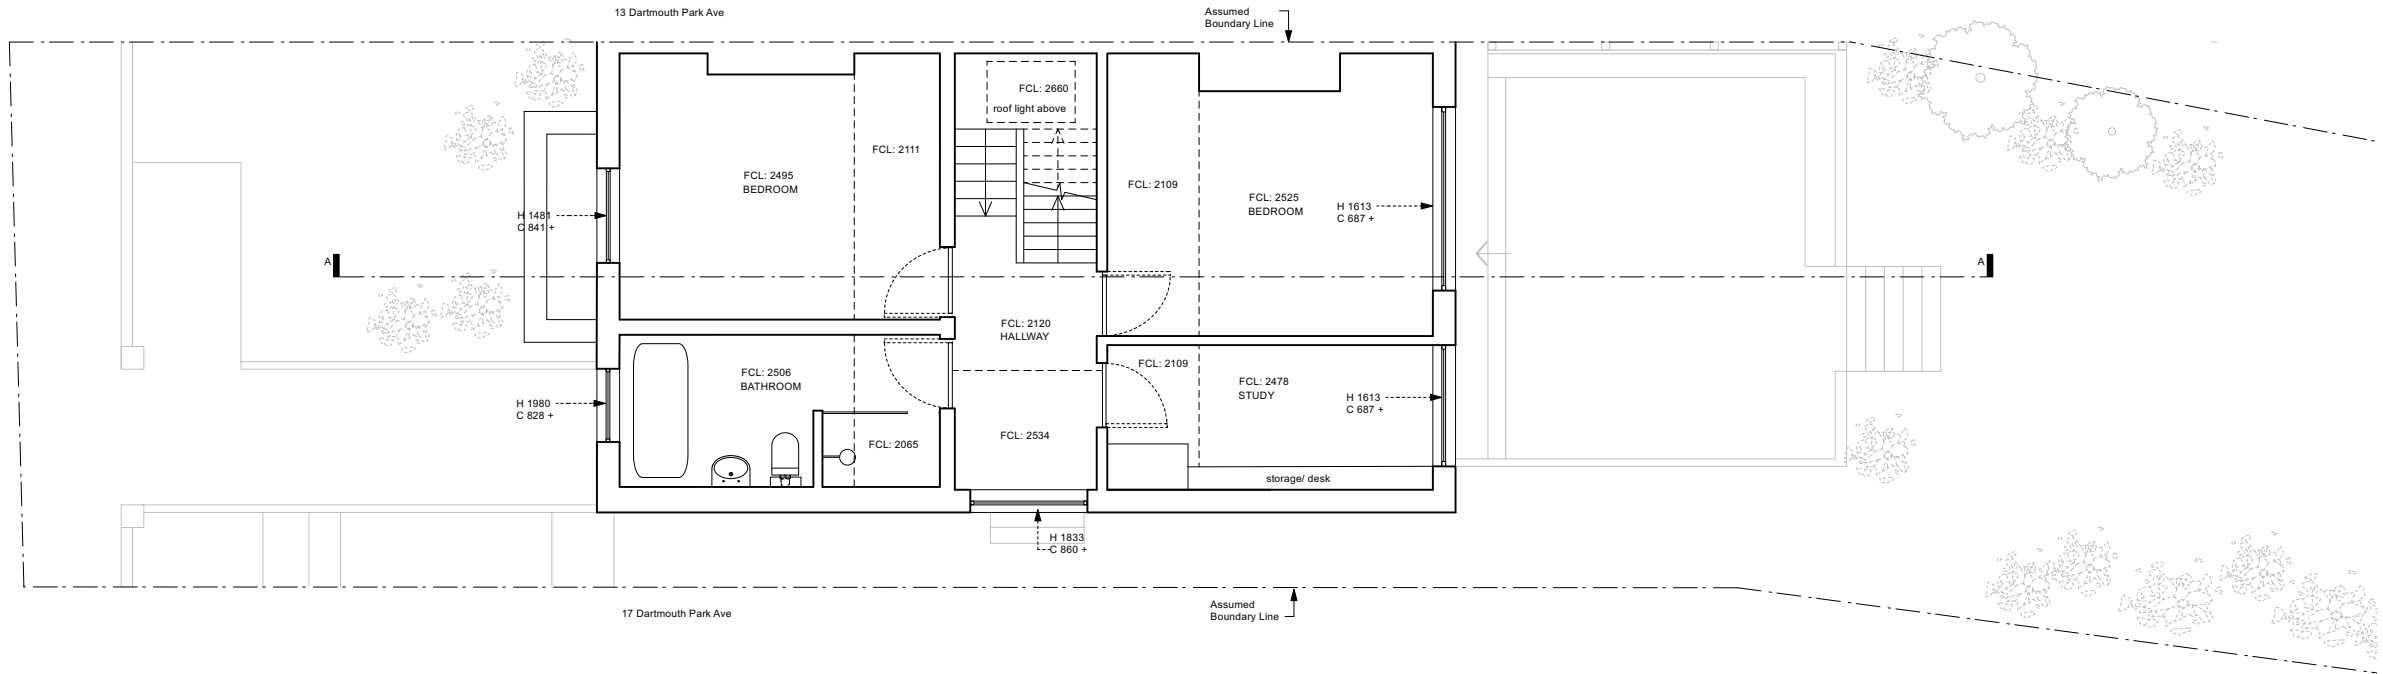 13 Dartmouth Park Ave
Assumed
Boundary Line
FCL: 2660
roof light above
FCL: 2111
FCL: 2495
BEDROOM
FCL: 2109
FCL: 2525
BEDROOM
H 1481
C 841 +
H 1613
C 687 +
A
A
FCL: 2120
HALLWAY
FCL: 2109
FCL: 2506
BATHROOM
FCL: 2478
STUDY
H 1980
C 828 +
H 1613
C 687 +
FCL: 2065
FCL: 2534
storage/ desk
H 1833
C 860 +
17 Dartmouth Park Ave
Assumed
Boundary Line